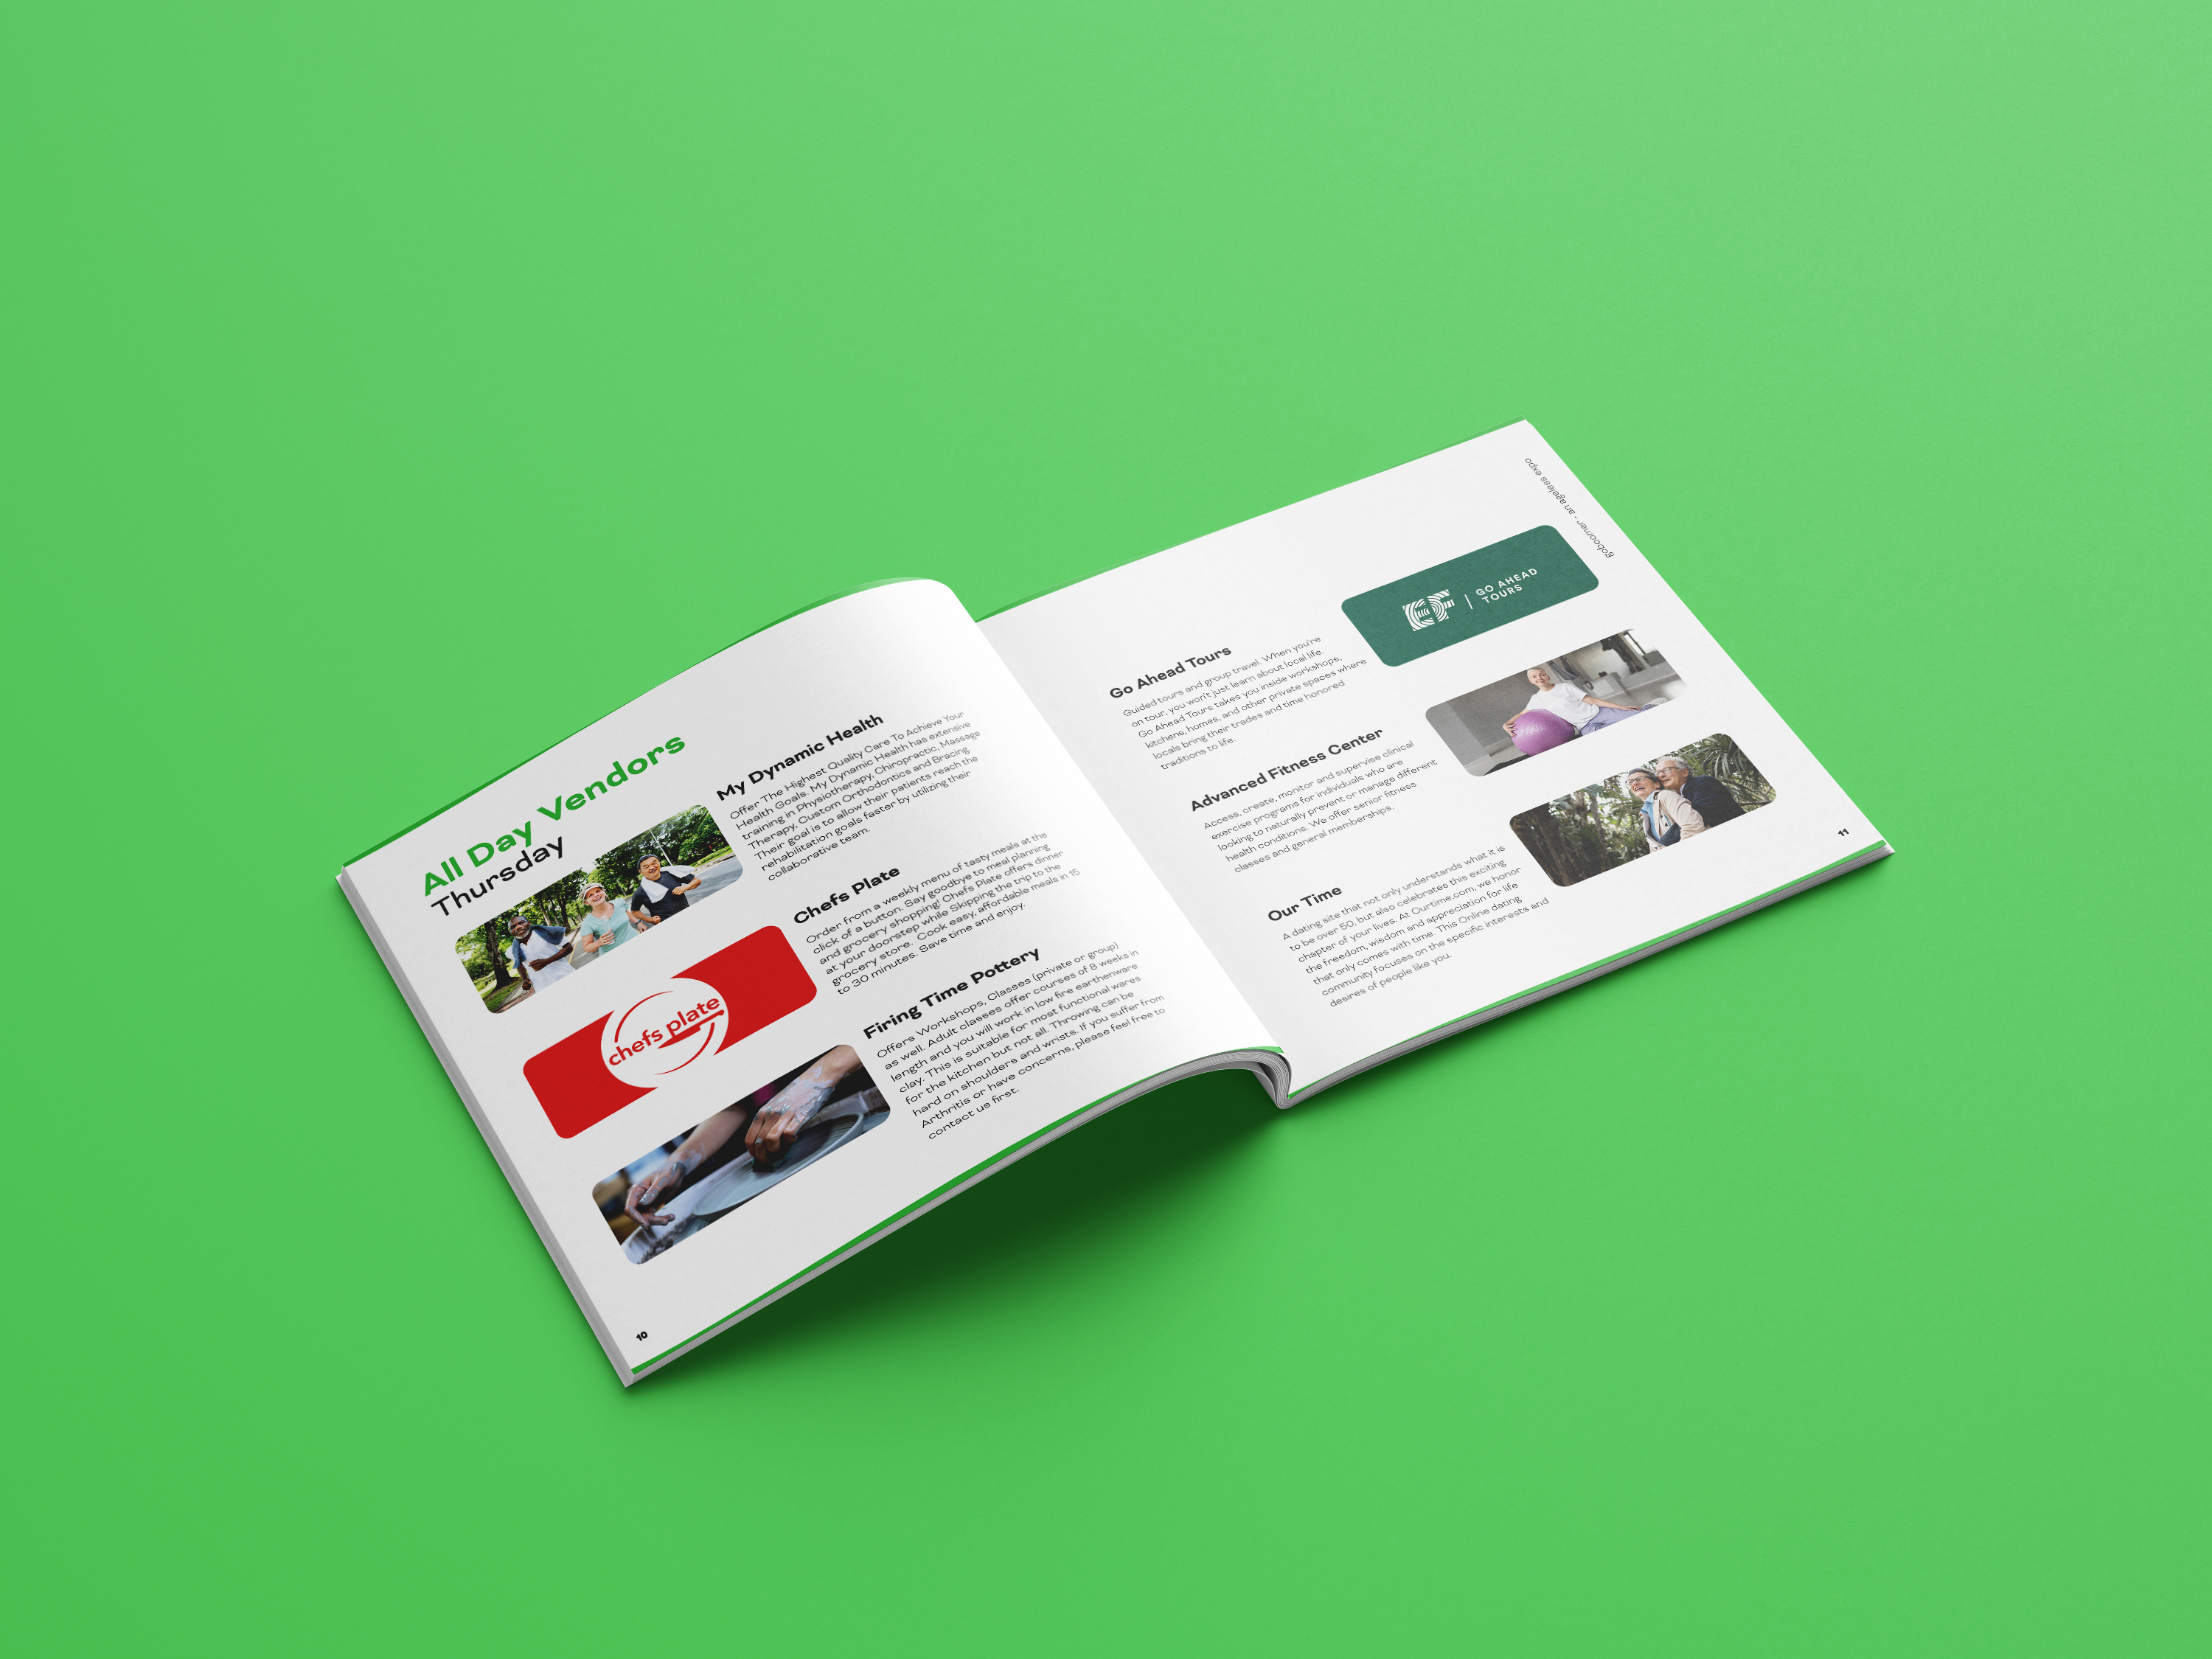 All Day Vendors
Thursday
My Dynamic Health
Offer The Highest Quality Care To Achieve Your
Health Goals. My Dynamic Health has extensive
training in Physiotherapy, Chiropractic, Massage
Therapy, Custom Orthodontics and Bracing.
Their goal is to allow their patients reach the
rehabilitation goals faster by utilizing their
collaborative team.
chefs plate
Chefs Plate
Order from a weekly menu of tasty meals at the
click of a button. Say goodbye to meal planning
and grocery shopping! Chefs Plate offers dinner
at your doorstep while Skipping the trip to the
grocery store. Cook easy, affordable meals in 15
to 30 minutes. Save time and enjoy.
Firing Time Pottery
Offers Workshops, Classes (private or group)
as well. Adult classes offer courses of 8 weeks in
length and you will work in low fire earthenware
clay. This is suitable for most functional wares
for the kitchen but not all. Throwing can be
hard on shoulders and wrists. If you suffer from
Arthritis or have concerns, please feel free to
contact us first.
10
goboomer - an ageless expo
Go Ahead Tours
Guided tours and group travel. When you're
on tour, you won't just learn about local life.
Go Ahead Tours takes you inside workshops,
kitchens, homes, and other private spaces where
locals bring their trades and time honored
traditions to life.
EF | GO AHEAD
TOURS
Advanced Fitness Center
Access, create, monitor and supervise clinical
exercise programs for individuals who are
looking to naturally prevent or manage different
health conditions. We offer senior fitness
classes and general memberships.
Our Time
A dating site that not only understands what it is
to be over 50, but also celebrates this exciting
chapter of your lives. At Ourtime.com, we honor
the freedom, wisdom and appreciation for life
that only comes with time. This Online dating
community focuses on the specific interests and
desires of people like you.
11